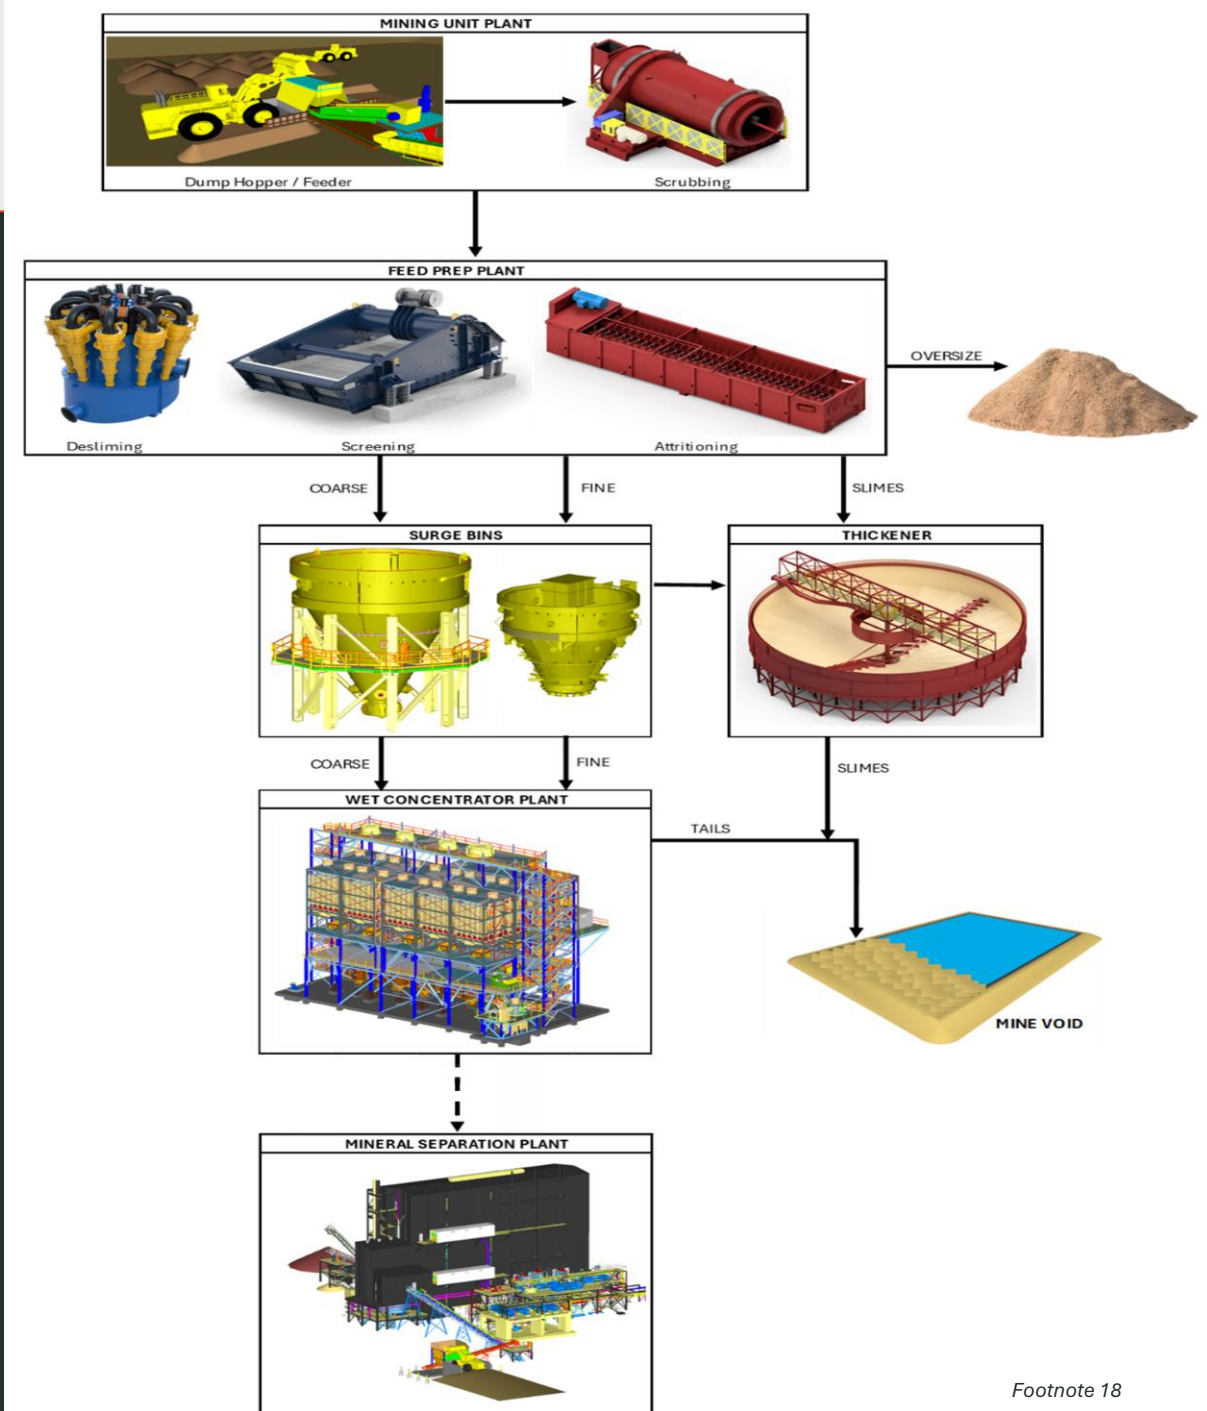 MINING UNIT PLANT
Dump Hopper / Feeder
Scrubbing
FEED PREP PLANT
Desliming
Screening
Attritioning
OVERSIZE
COARSE
FINE
SLIMES
SURGE BINS
THICKENER
COARSE
FINE
SLIMES
WET CONCENTRATOR PLANT
TAILS
MINE VOID
MINERAL SEPARATION PLANT
Footnote 18